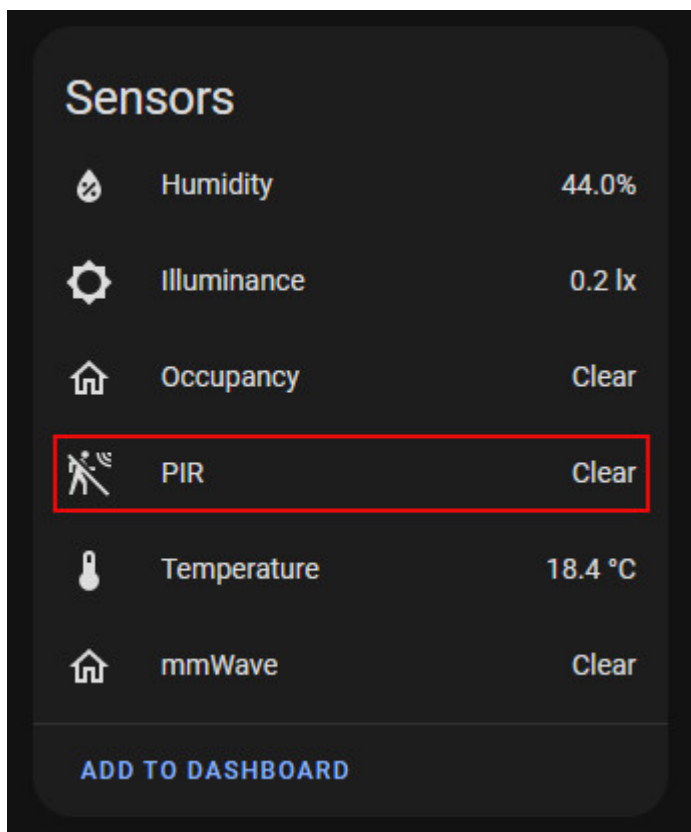 Sensors
Humidity 44.0%
Illuminance 0.2 lx
Occupancy Clear
PIR Clear
Temperature 18.4 °C
mmWave Clear
ADD TO DASHBOARD